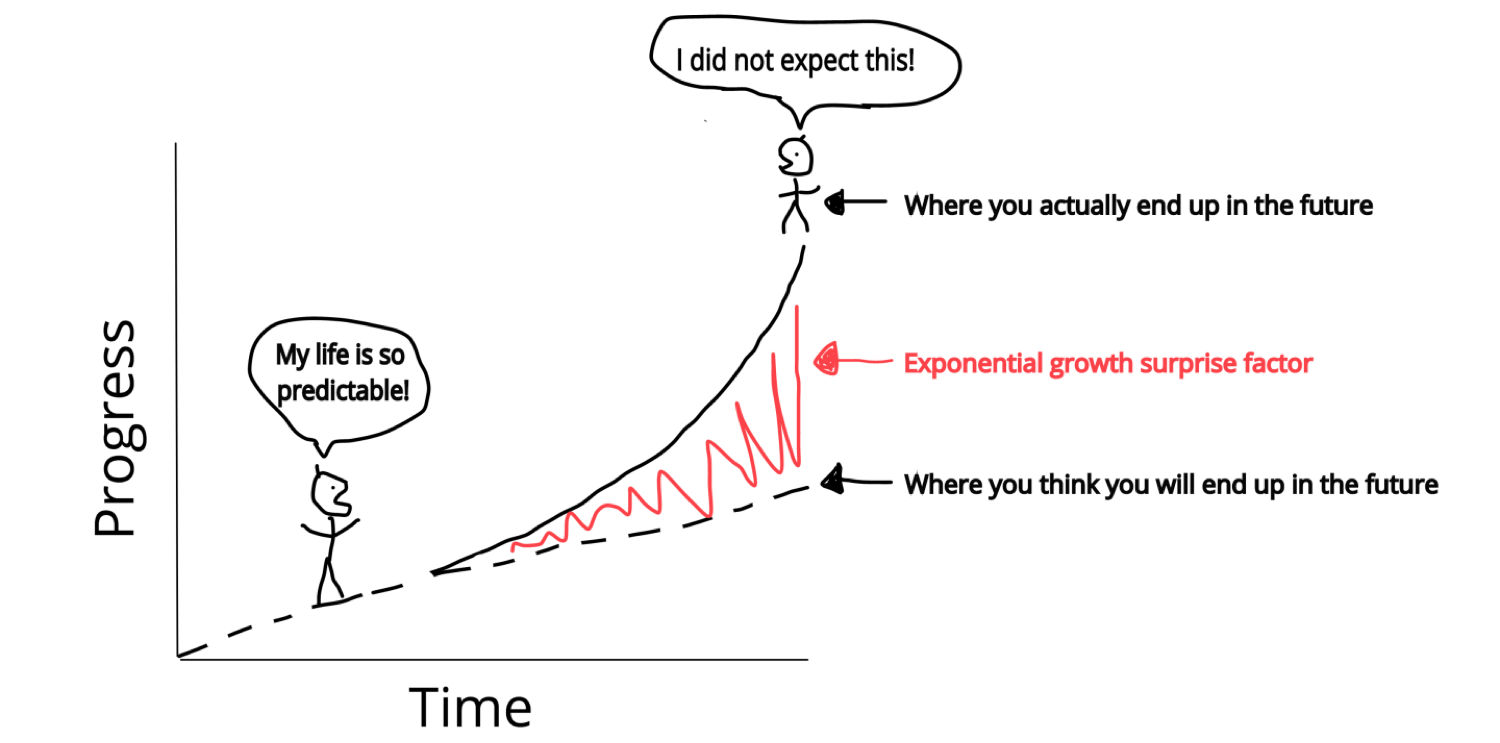 I did not expect this!
Where you actually end up in the future
My life is so
predictable!
Exponential growth surprise factor
Where you think you will end up in the future
Progress
Time